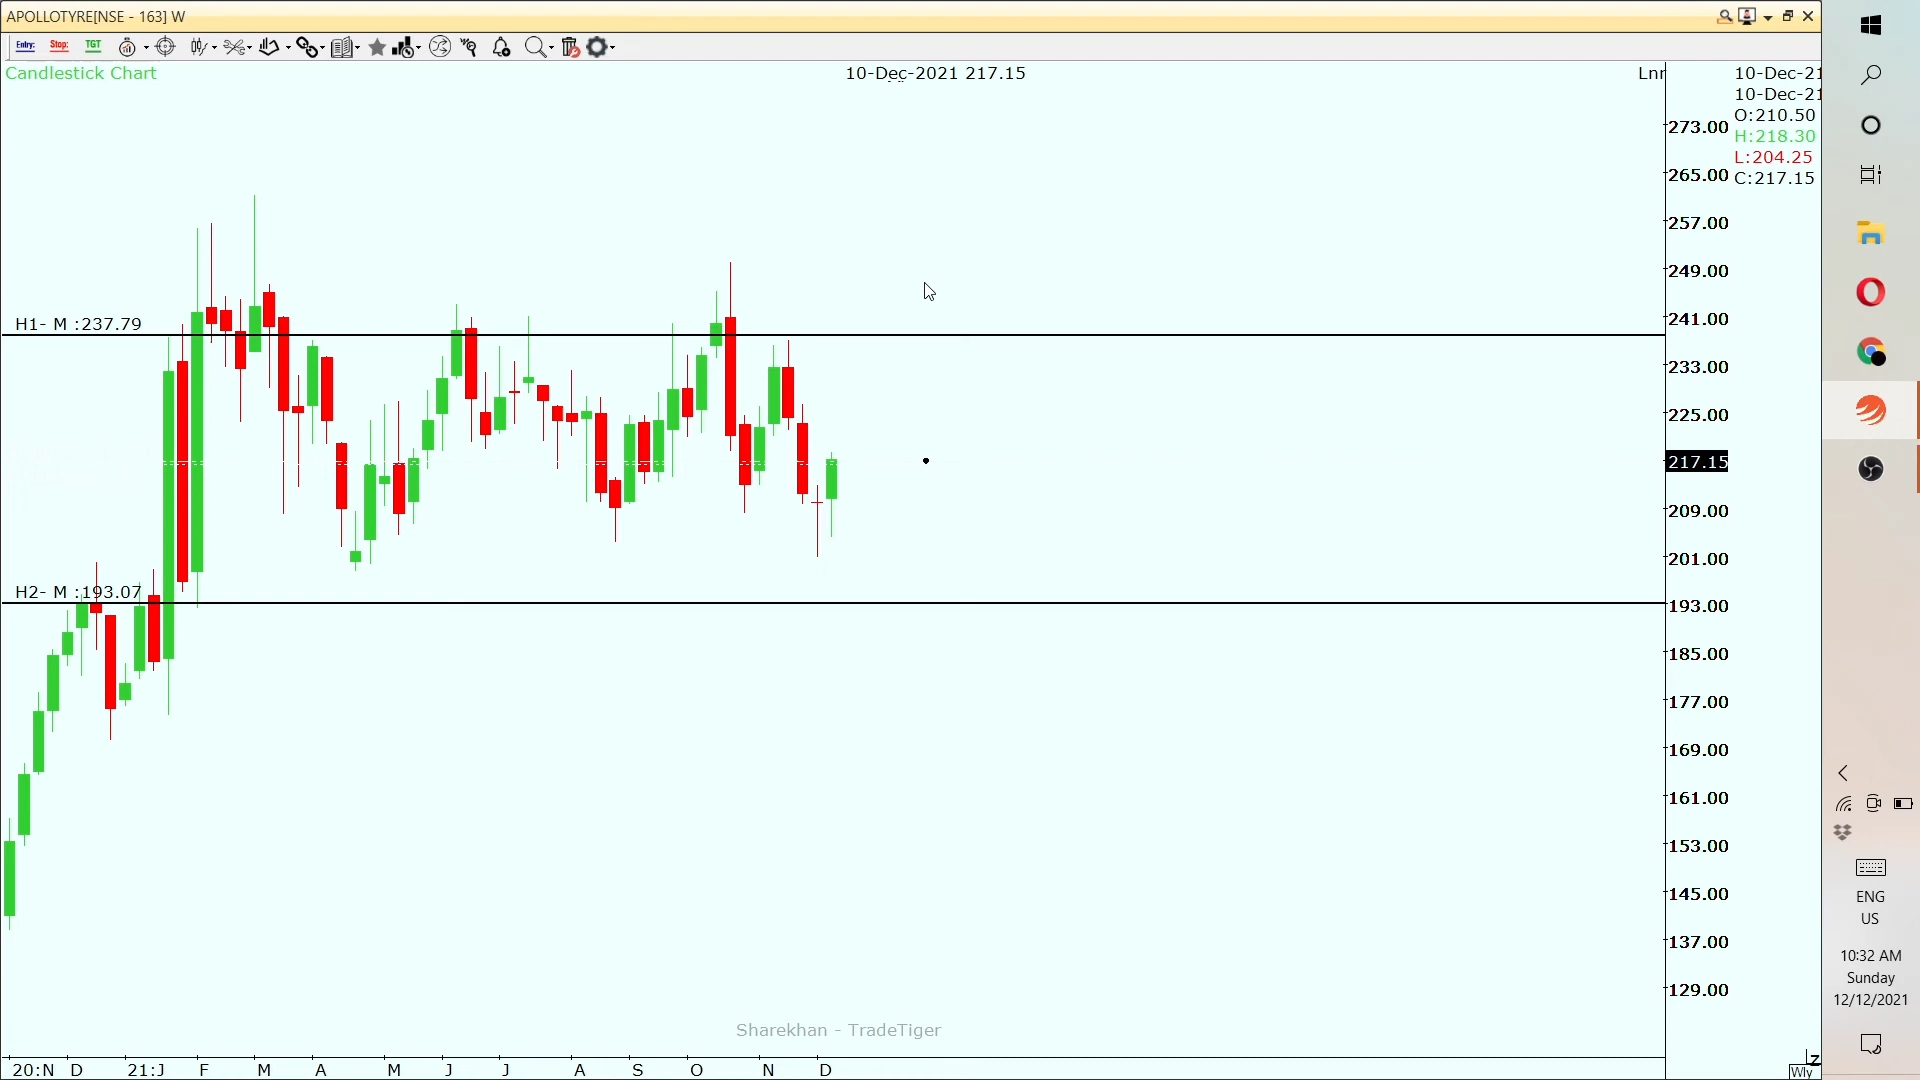 APOLLOTYRE[NSE - 163] W
Entry: Stop: TGT
Candlestick Chart
10-Dec-2021 217.15
Lnr
10-Dec-21
10-Dec-21
O:210.50
H:218.30
L:204.25
C:217.15
273.00
265.00
257.00
249.00
241.00
H1- M :237.79
233.00
225.00
217.15
209.00
201.00
H2- M :193.07
193.00
185.00
177.00
169.00
161.00
153.00
145.00
137.00
129.00
Sharekhan - TradeTiger
20:N D 21:J F M A M J J A S O N D
Z
Wly
ENG
US
10:32 AM
Sunday
12/12/2021